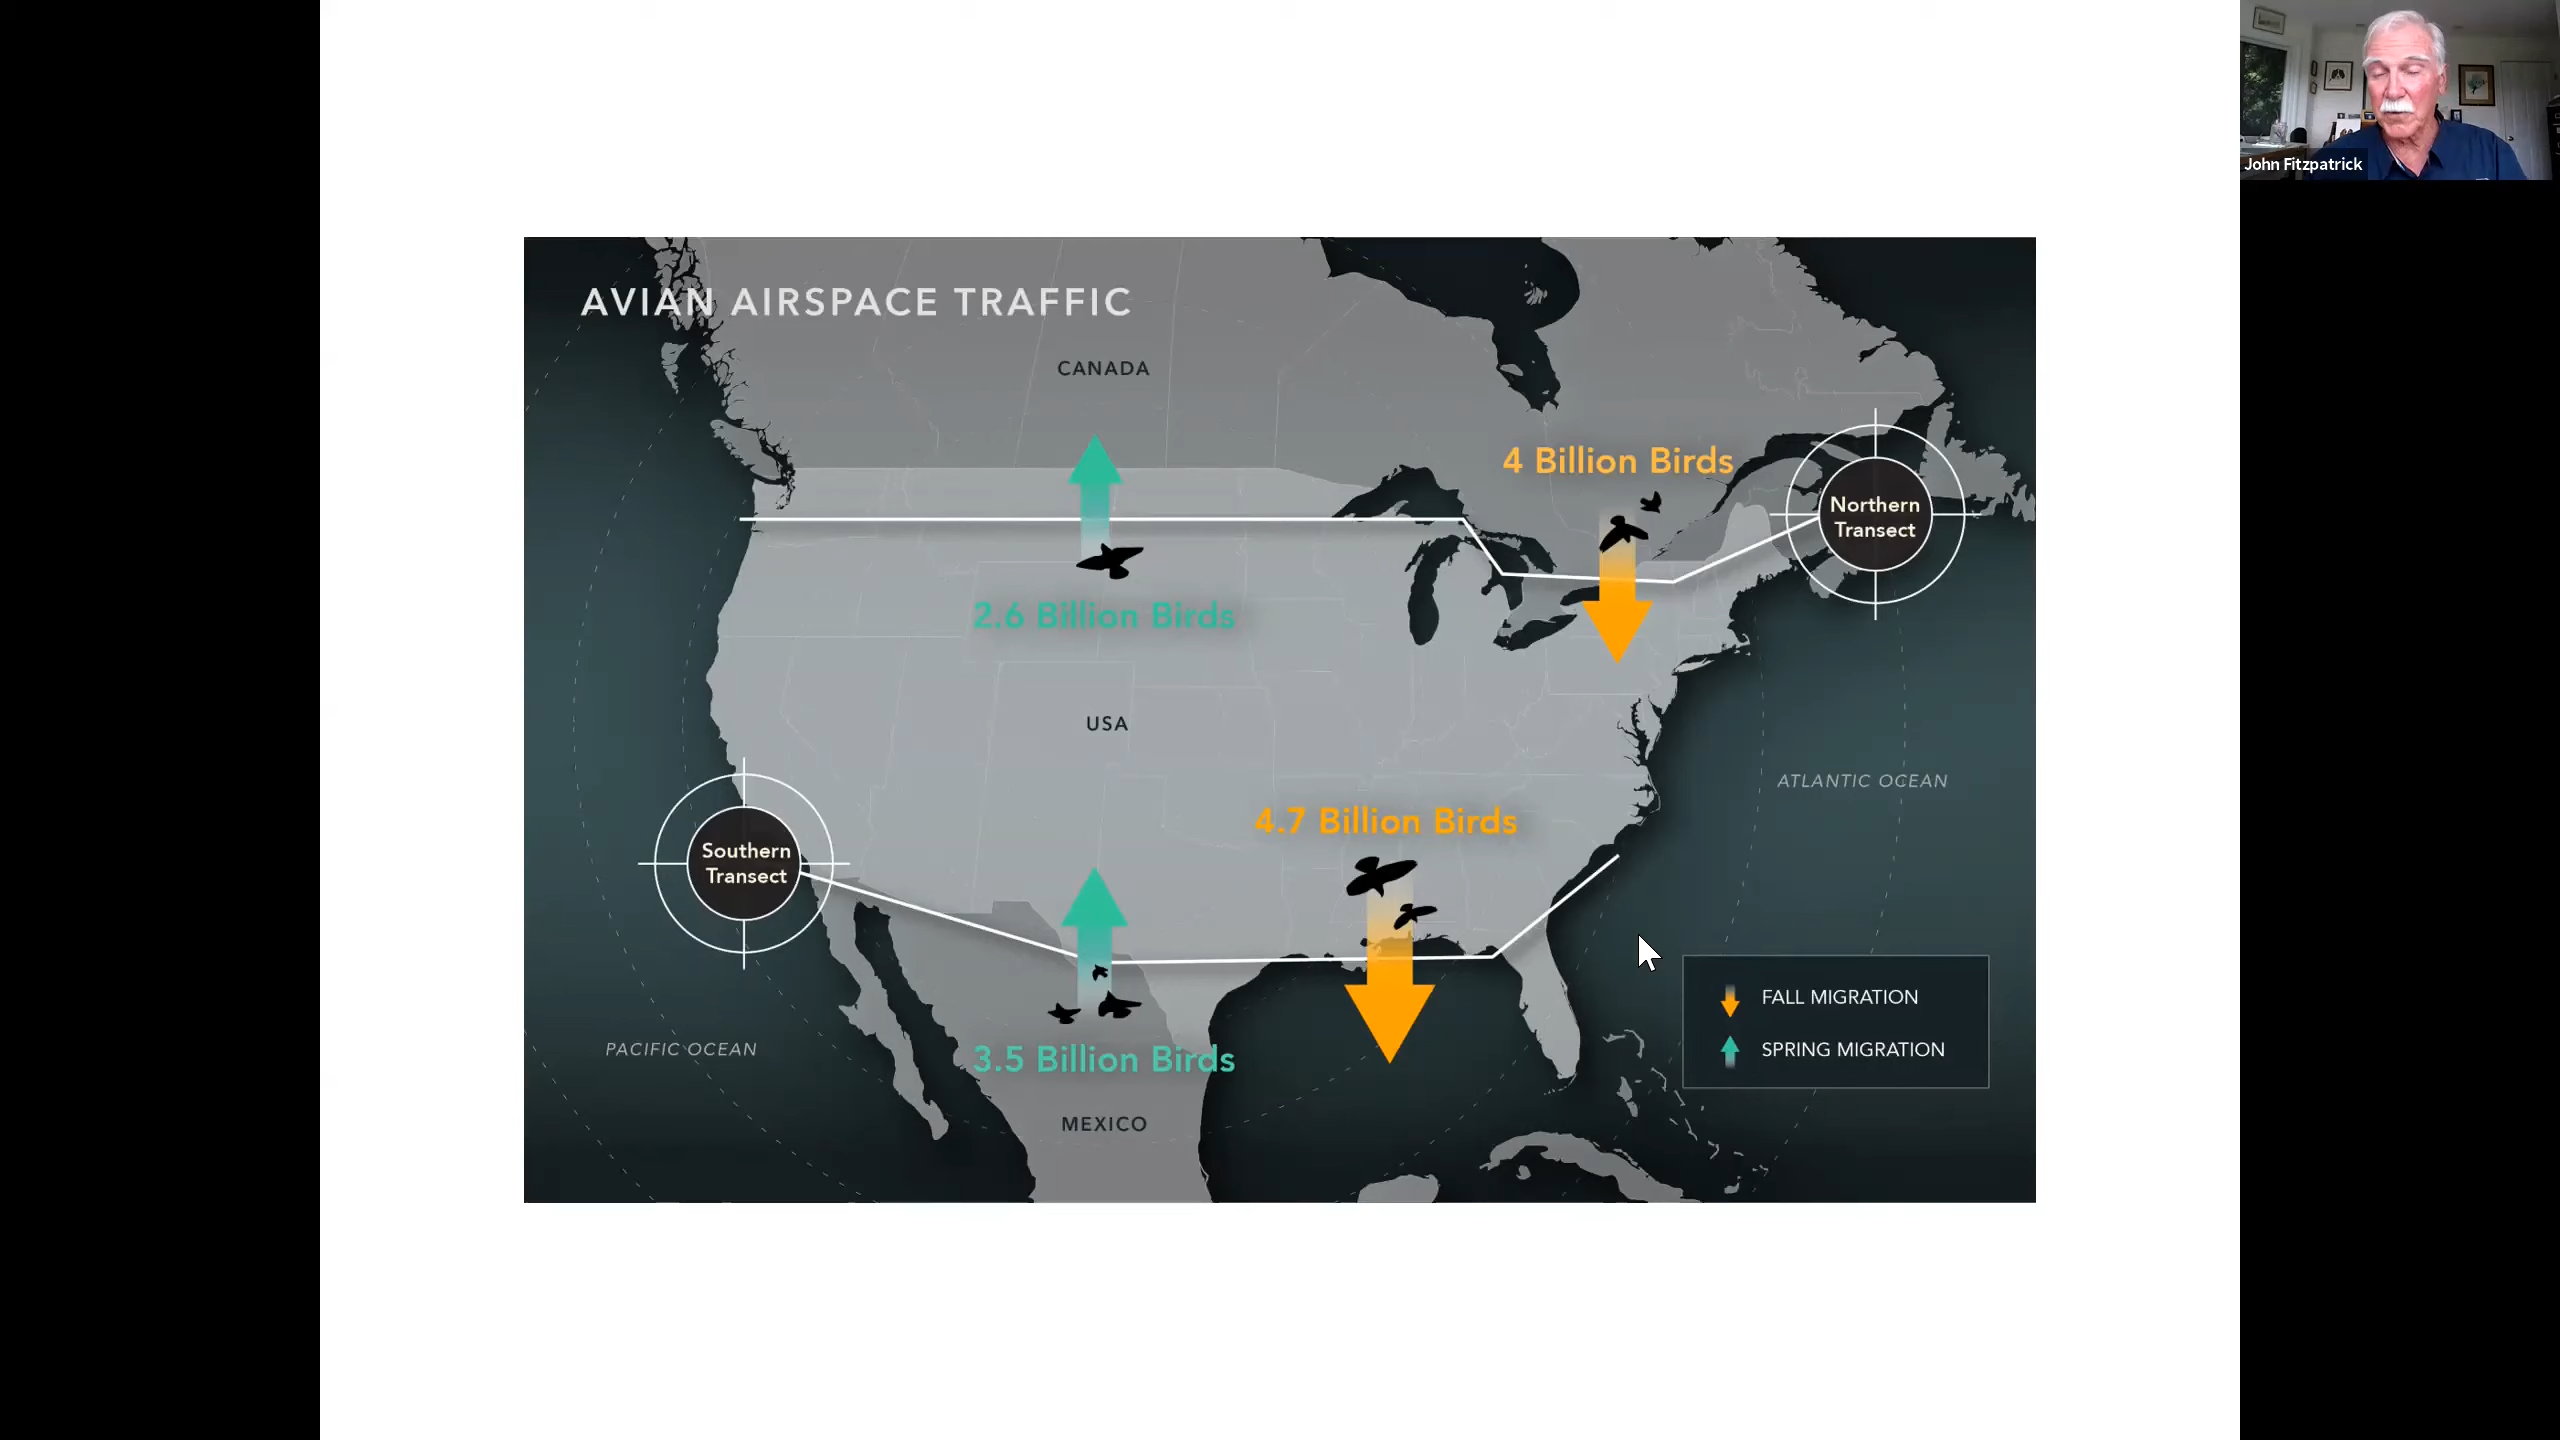 John Fitzpatrick
AVIAN AIRSPACE TRAFFIC
CANADA
4 Billion Birds
Northern
Transect
2.6 Billion Birds
USA
ATLANTIC OCEAN
4.7 Billion Birds
Southern
Transect
FALL MIGRATION
SPRING MIGRATION
PACIFIC OCEAN
3.5 Billion Birds
MEXICO